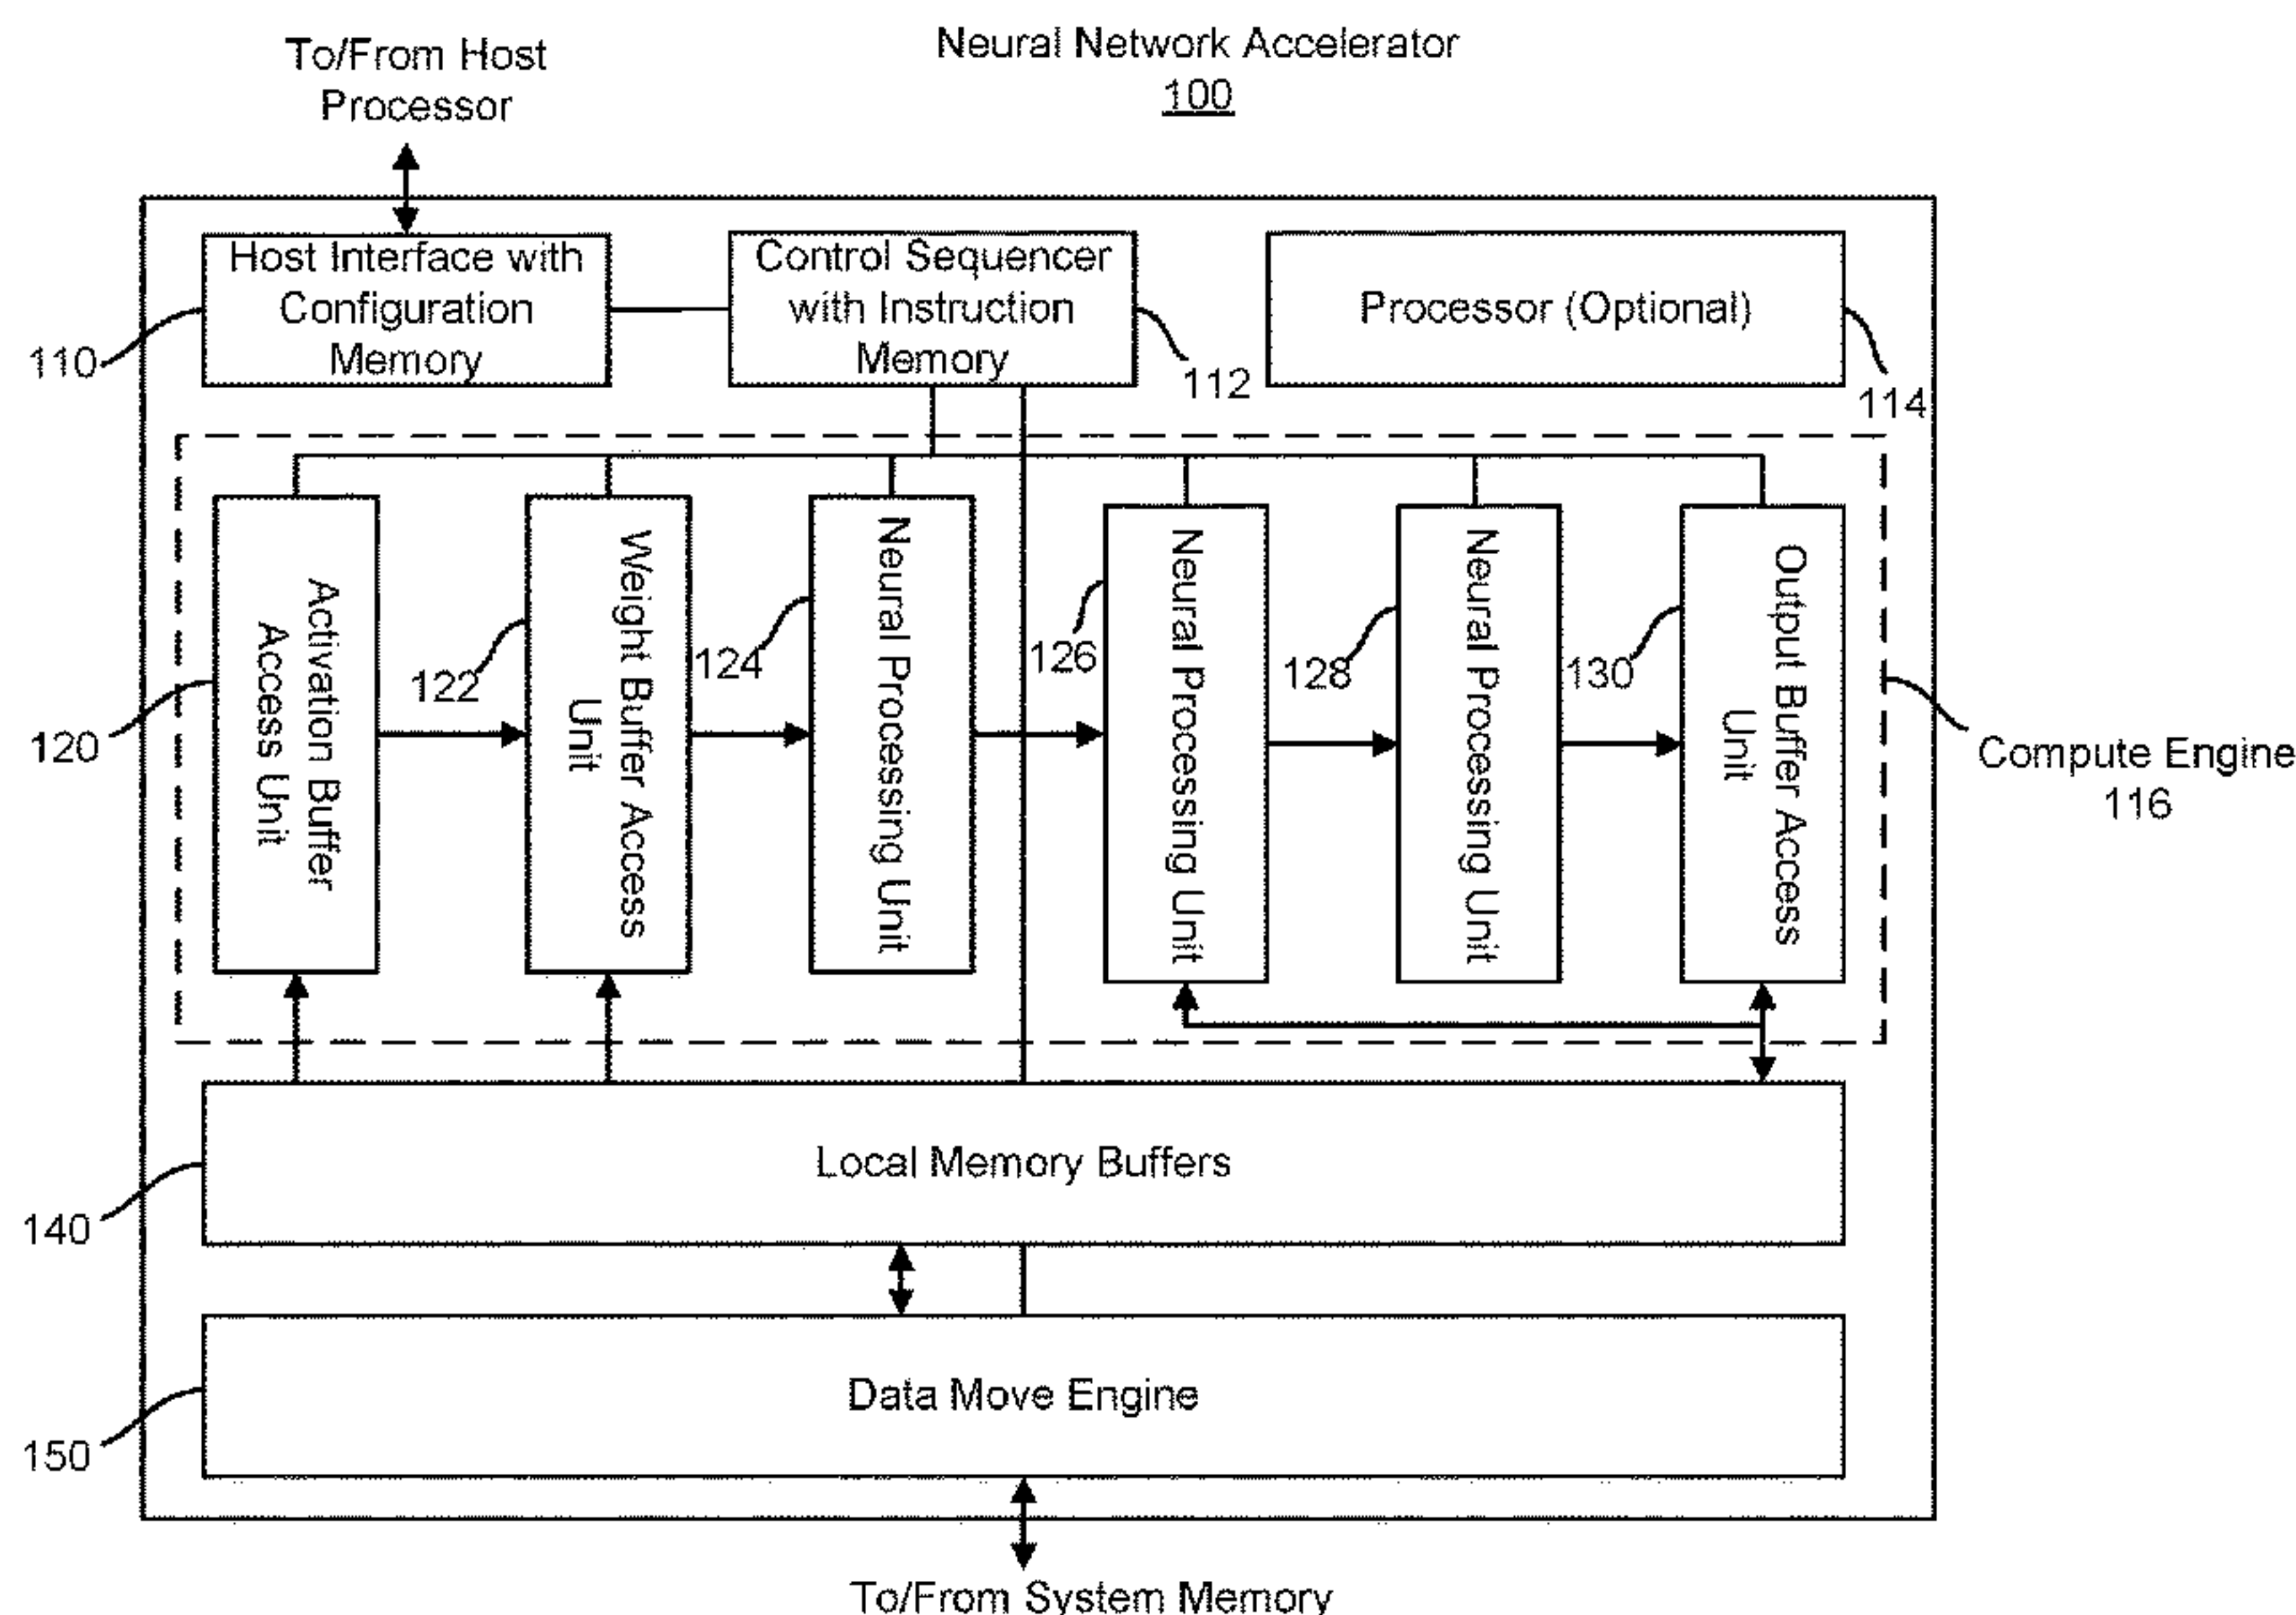 To/From Host
Processor
Neural Network Accelerator
100
Host Interface with
Configuration
Memory
110
Control Sequencer
with Instruction
Memory
112
Processor (Optional)
114
Activation Buffer
Access Unit
120
Weight Buffer Access
Unit
122
Neural Processing Unit
124
Neural Processing Unit
126
Neural Processing Unit
128
Output Buffer Access
Unit
130
Compute Engine
116
Local Memory Buffers
140
Data Move Engine
150
To/From System Memory